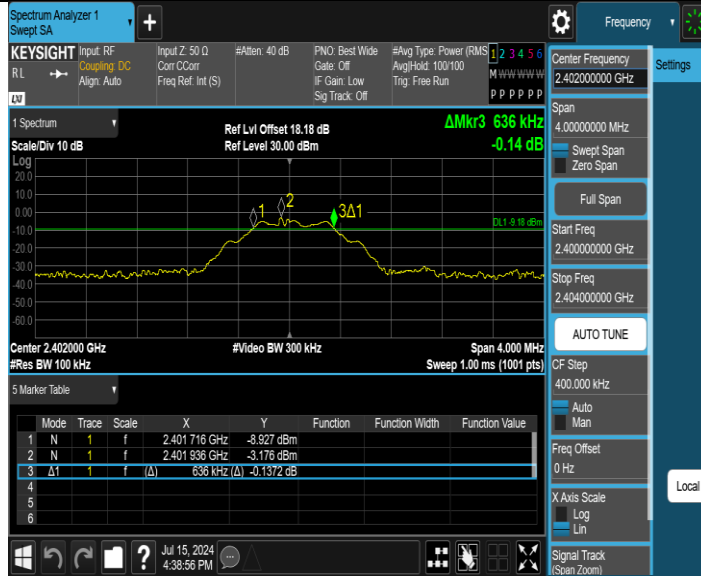 Spectrum Analyzer 1
Swept SA
+
Frequency
KEYSIGHT
Input: RF
Input Z: 50 Ω
#Atten: 40 dB
PNO: Best Wide
#Avg Type: Power (RMS
1 2 3 4 5 6
RL
Coupling: DC
Corr CCorr
Gate: Off
Avg|Hold: 100/100
M W W W W W
Align: Auto
Freq Ref: Int (S)
IF Gain: Low
Trig: Free Run
Sig Track: Off
P P P P P P
LXI
1 Spectrum
Ref Lvl Offset 18.18 dB
ΔMkr3 636 kHz
Scale/Div 10 dB
Ref Level 30.00 dBm
-0.14 dB
Log
20.0
10.0
0.00
-10.0
-20.0
-30.0
-40.0
-50.0
-60.0
1
2
3Δ1
DL1 -9.18 dBm
Center 2.402000 GHz
#Video BW 300 kHz
Span 4.000 MHz
#Res BW 100 kHz
Sweep 1.00 ms (1001 pts)
5 Marker Table
Mode Trace Scale X Y Function Function Width Function Value
1 N 1 f 2.401 716 GHz -8.927 dBm
2 N 1 f 2.401 936 GHz -3.176 dBm
3 Δ1 1 f (Δ) 636 kHz (Δ) -0.1372 dB
4
5
6
?
Jul 15, 2024
4:38:56 PM
Center Frequency
2.402000000 GHz
Span
4.00000000 MHz
Swept Span
Zero Span
Full Span
Start Freq
2.400000000 GHz
Stop Freq
2.404000000 GHz
AUTO TUNE
CF Step
400.000 kHz
Auto
Man
Freq Offset
0 Hz
X Axis Scale
Log
Lin
Signal Track
(Span Zoom)
Settings
Local